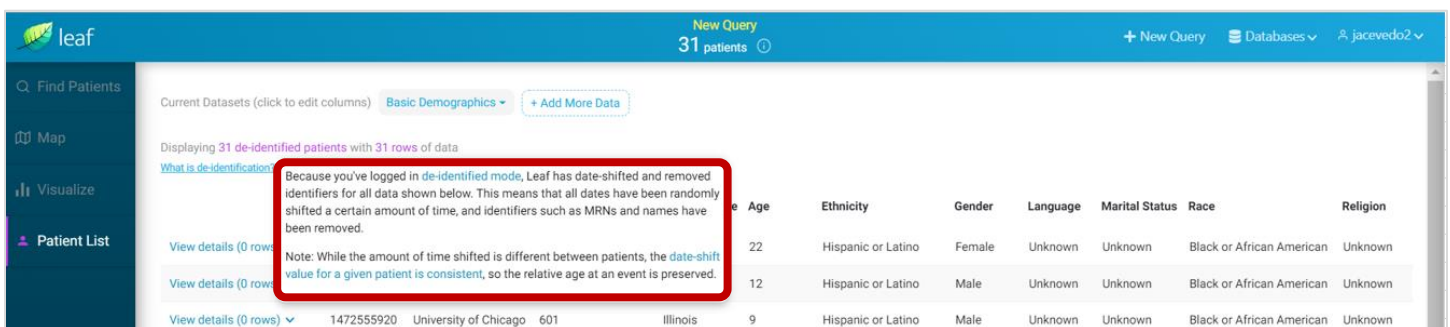 leaf
New Query
31 patients
+ New Query
Databases
jacevedo2
Find Patients
Map
Visualize
Patient List
Current Datasets (click to edit columns) Basic Demographics + Add More Data
Displaying 31 de-identified patients with 31 rows of data
What is de-identification?
Because you've logged in de-identified mode, Leaf has date-shifted and removed
identifiers for all data shown below. This means that all dates have been randomly
shifted a certain amount of time, and identifiers such as MRNs and names have
been removed.
Note: While the amount of time shifted is different between patients, the date-shift
value for a given patient is consistent, so the relative age at an event is preserved.
Age Ethnicity Gender Language Marital Status Race Religion
View details (0 rows 22 Hispanic or Latino Female Unknown Unknown Black or African American Unknown
View details (0 rows 12 Hispanic or Latino Male Unknown Unknown Black or African American Unknown
View details (0 rows) 1472555920 University of Chicago 601 Illinois 9 Hispanic or Latino Male Unknown Unknown Black or African American Unknown